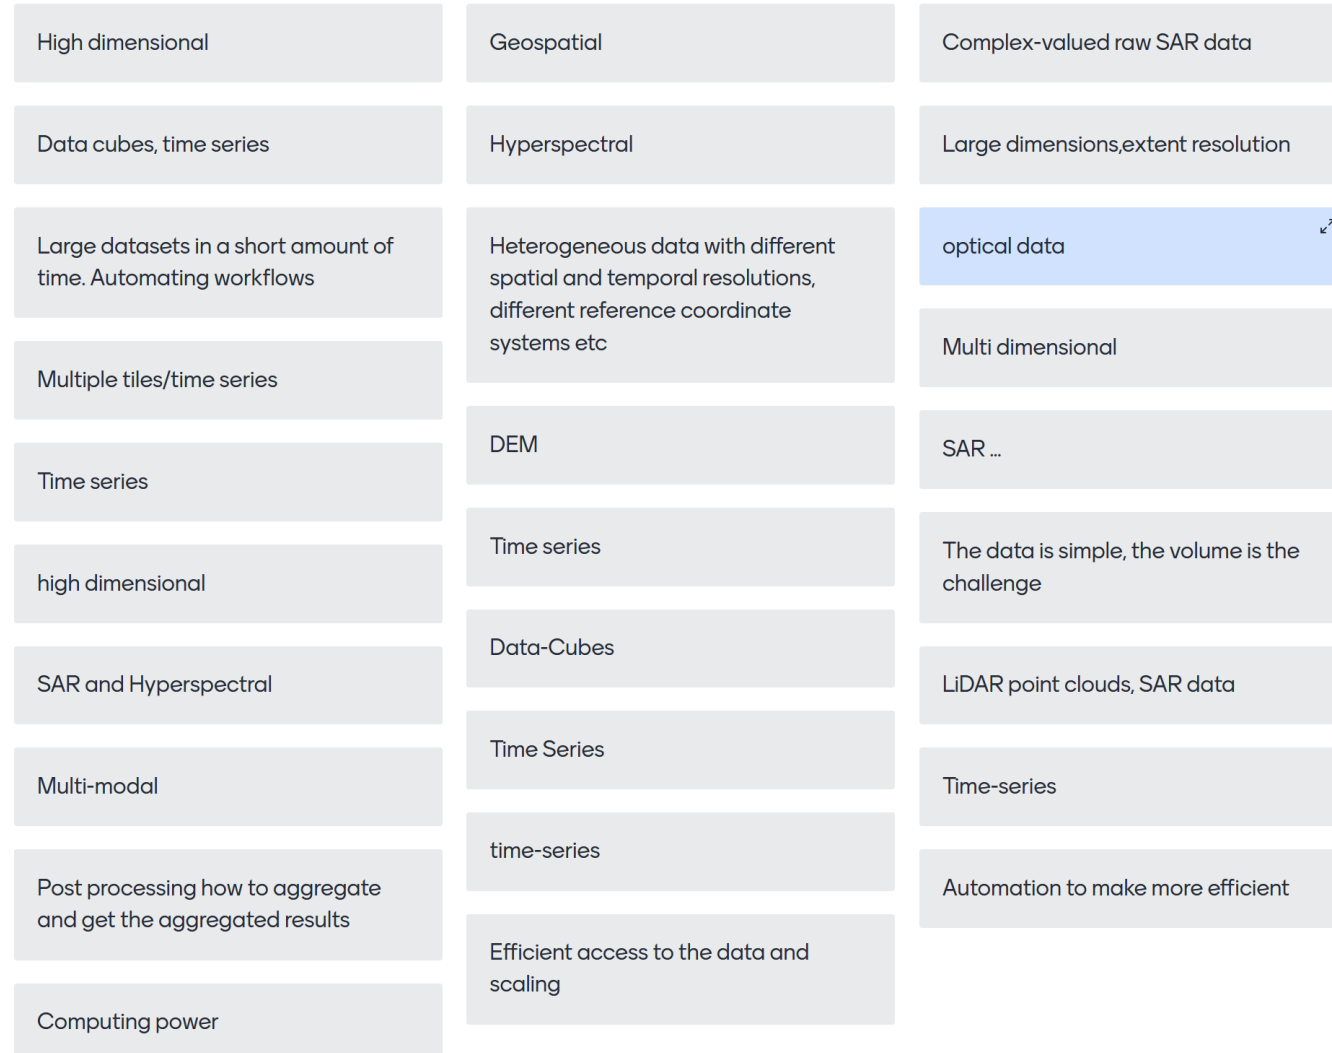 High dimensional
Data cubes, time series
Large datasets in a short amount of
time. Automating workflows
Multiple tiles/time series
Time series
high dimensional
SAR and Hyperspectral
Multi-modal
Post processing how to aggregate
and get the aggregated results
Computing power
Geospatial
Hyperspectral
Heterogeneous data with different
spatial and temporal resolutions,
different reference coordinate
systems etc
DEM
Time series
Data-Cubes
Time Series
time-series
Efficient access to the data and
scaling
Complex-valued raw SAR data
Large dimensions,extent resolution
optical data
Multi dimensional
SAR ...
The data is simple, the volume is the
challenge
LiDAR point clouds, SAR data
Time-series
Automation to make more efficient